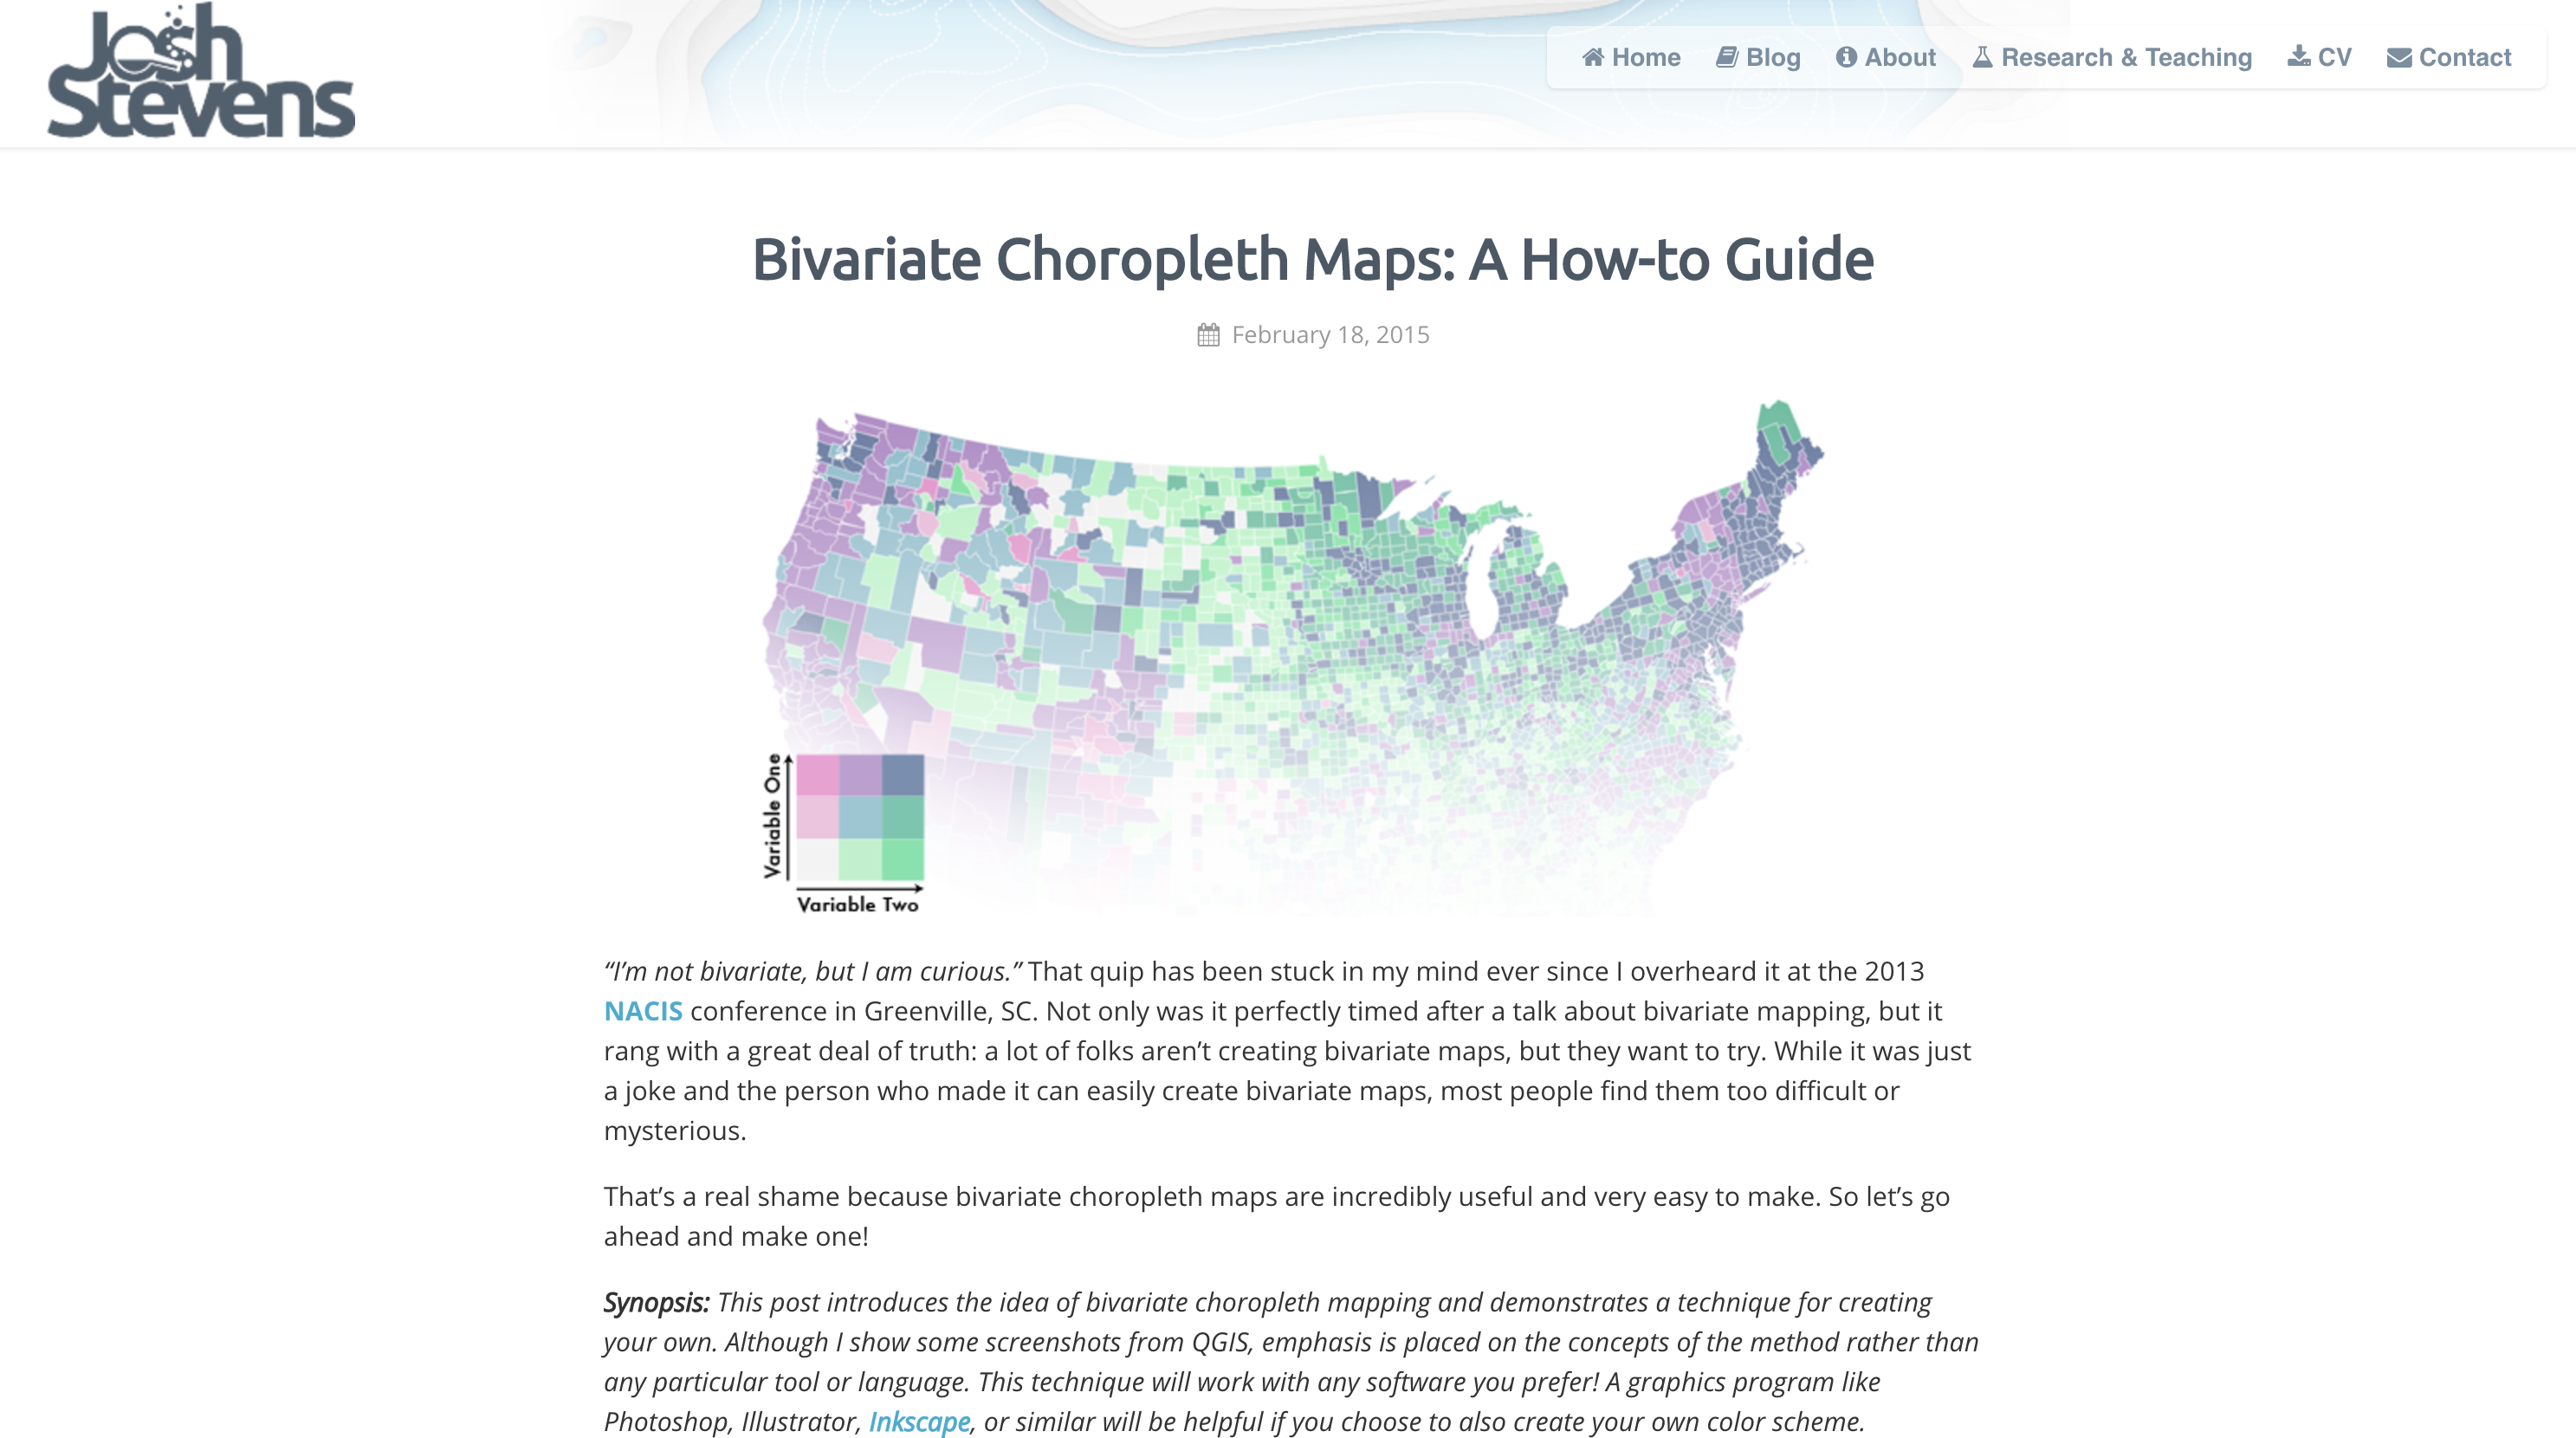 Josh
Stevens
Home Blog About Research & Teaching CV Contact
Bivariate Choropleth Maps: A How-to Guide
February 18, 2015
Variable One
Variable Two
“I’m not bivariate, but I am curious.” That quip has been stuck in my mind ever since I overheard it at the 2013
NACIS conference in Greenville, SC. Not only was it perfectly timed after a talk about bivariate mapping, but it
rang with a great deal of truth: a lot of folks aren’t creating bivariate maps, but they want to try. While it was just
a joke and the person who made it can easily create bivariate maps, most people find them too difficult or
mysterious.
That’s a real shame because bivariate choropleth maps are incredibly useful and very easy to make. So let’s go
ahead and make one!
Synopsis: This post introduces the idea of bivariate choropleth mapping and demonstrates a technique for creating
your own. Although I show some screenshots from QGIS, emphasis is placed on the concepts of the method rather than
any particular tool or language. This technique will work with any software you prefer! A graphics program like
Photoshop, Illustrator, Inkscape, or similar will be helpful if you choose to also create your own color scheme.